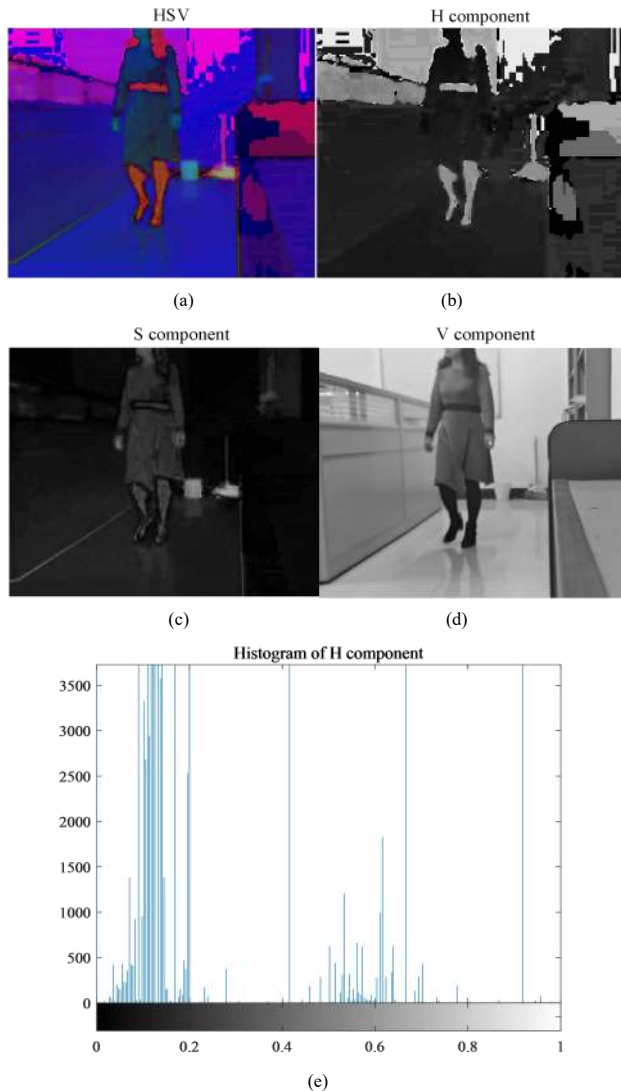 HSV
H component
(a)
(b)
S component
V component
(c)
(d)
Histogram of H component
3500
3000
2500
2000
1500
1000
500
0
0
0.2
0.4
0.6
0.8
1
(e)